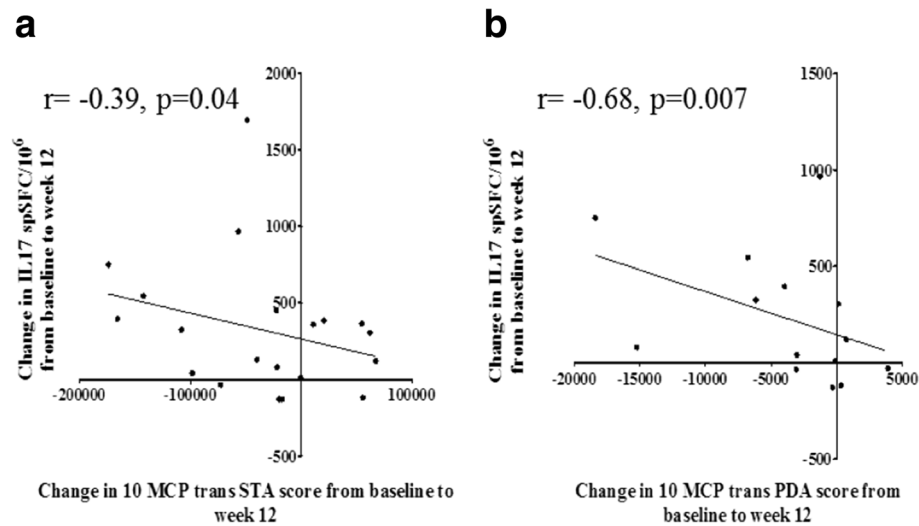 a
r= -0.39, p=0.04
Change in IL17 spSFC/10⁶
from baseline to week 12
2000
1500
1000
500
-500
-200000
-100000
0
100000
Change in 10 MCP trans STA score from baseline to
week 12
b
r= -0.68, p=0.007
Change in IL17 spSFC/10⁶
from baseline to week 12
1500
1000
500
-500
-20000
-15000
-10000
-5000
0
5000
Change in 10 MCP trans PDA score from
baseline to week 12